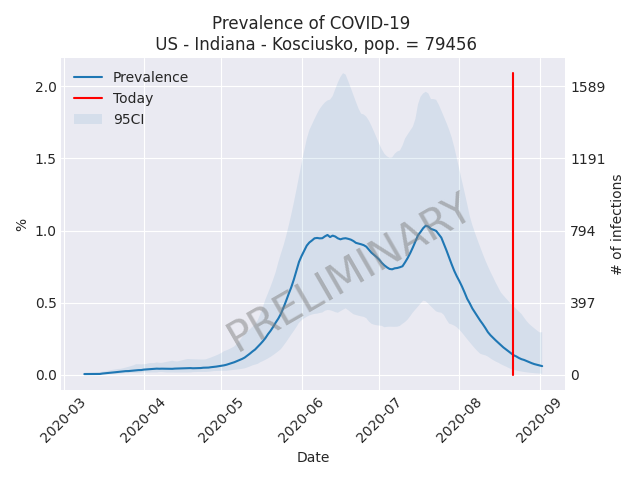 Prevalence of COVID-19
US - Indiana - Kosciusko, pop. = 79456
Prevalence
Today
95CI
PRELIMINARY
%
2.0
1.5
1.0
0.5
0.0
1589
1191
794
397
0
# of infections
2020-03
2020-04
2020-05
2020-06
2020-07
2020-08
2020-09
Date